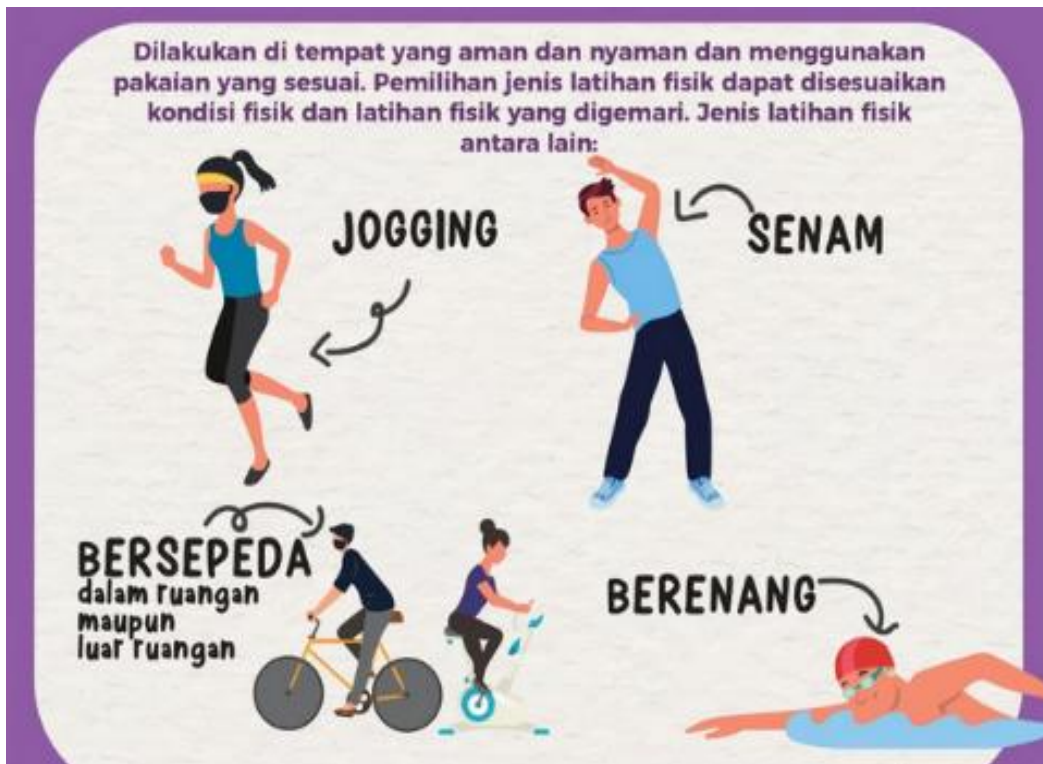 Dilakukan di tempat yang aman dan nyaman dan menggunakan
pakaian yang sesuai. Pemilihan jenis latihan fisik dapat disesuaikan
kondisi fisik dan latihan fisik yang digemari. Jenis latihan fisik
antara lain:
JOGGING
SENAM
BERSEPEDA
dalam ruangan
maupun
luar ruangan
BERENANG